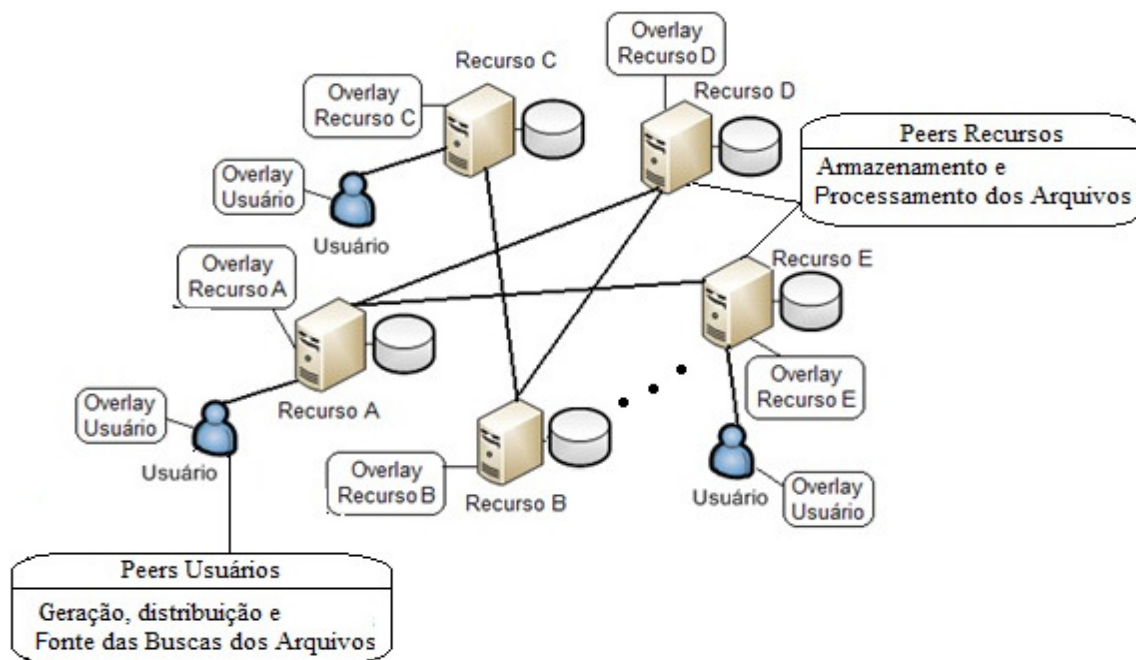 Overlay
Recurso D
Recurso C
Overlay
Recurso C
Recurso D
Peers Recursos
Armazenamento e
Processamento dos Arquivos
Overlay
Usuário
Usuário
Overlay
Recurso A
Recurso E
Overlay
Recurso E
Overlay
Usuário
Recurso A
Usuário
Overlay
Recurso B
Recurso B
Usuário
Overlay
Usuário
Peers Usuários
Geração, distribuição e
Fonte das Buscas dos Arquivos